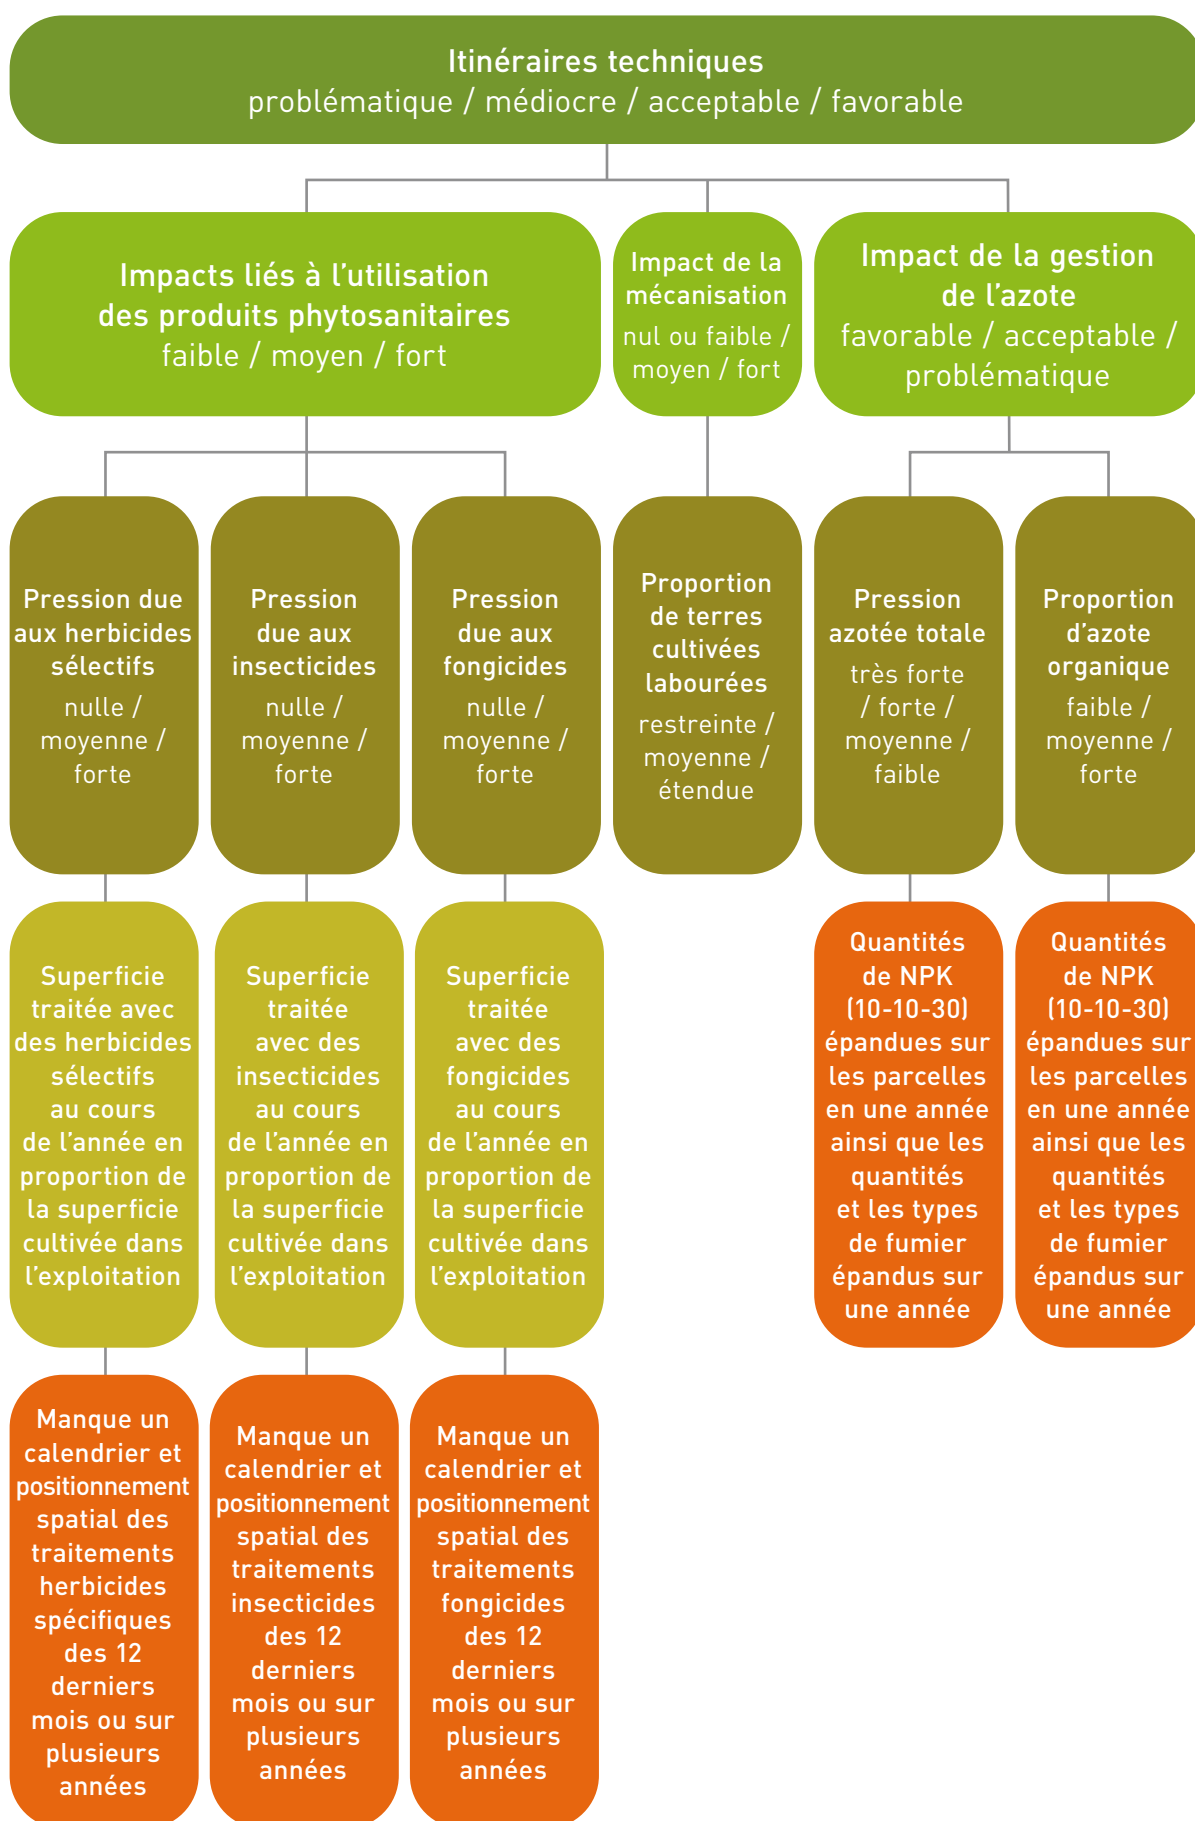 Itinéraires techniques
problématique / médiocre / acceptable / favorable
Impacts liés à l’utilisation
des produits phytosanitaires
faible / moyen / fort
Impact de la
mécanisation
nul ou faible /
moyen / fort
Impact de la gestion
de l’azote
favorable / acceptable /
problématique
Pression due
aux herbicides
sélectifs
nulle /
moyenne /
forte
Pression
due aux
insecticides
nulle /
moyenne /
forte
Pression
due aux
fongicides
nulle /
moyenne /
forte
Proportion
de terres
cultivées
labourées
restreinte /
moyenne /
étendue
Pression
azotée totale
très forte
/ forte /
moyenne /
faible
Proportion
d'azote
organique
faible /
moyenne /
forte
Superficie
traitée avec
des herbicides
sélectifs
au cours
de l’année en
proportion de
la superficie
cultivée dans
l’exploitation
Superficie
traitée
avec des
insecticides
au cours
de l’année en
proportion de
la superficie
cultivée dans
l’exploitation
Superficie
traitée
avec des
fongicides
au cours
de l’année en
proportion de
la superficie
cultivée dans
l’exploitation
Quantités
de NPK
(10-10-30)
épandues sur
les parcelles
en une année
ainsi que les
quantités
et les types
de fumier
épandus sur
une année
Quantités
de NPK
(10-10-30)
épandues sur
les parcelles
en une année
ainsi que les
quantités
et les types
de fumier
épandus sur
une année
Manque un
calendrier et
positionnement
spatial des
traitements
herbicides
spécifiques
des 12
derniers
mois ou sur
plusieurs
années
Manque un
calendrier et
positionnement
spatial des
traitements
insecticides
des 12
derniers
mois ou sur
plusieurs
années
Manque un
calendrier et
positionnement
spatial des
traitements
fongicides
des 12
derniers
mois ou sur
plusieurs
années